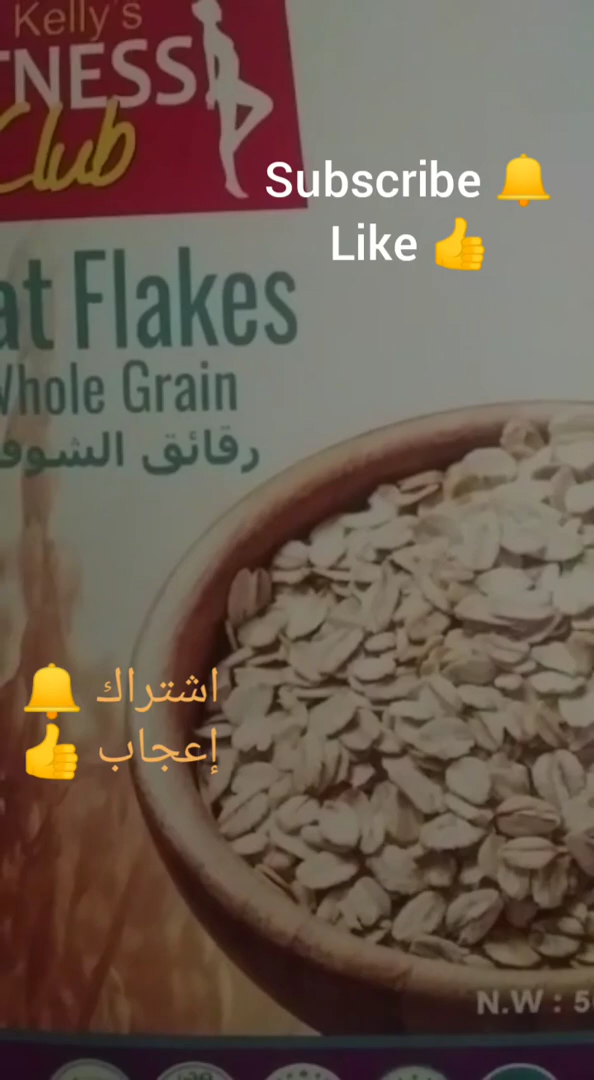 Kelly's
TNESS
Club
Subscribe 🔔
Like 👍
at Flakes
Whole Grain
رقائق الشوف
اشتراك 🔔
إعجاب 👍
N.W : 5